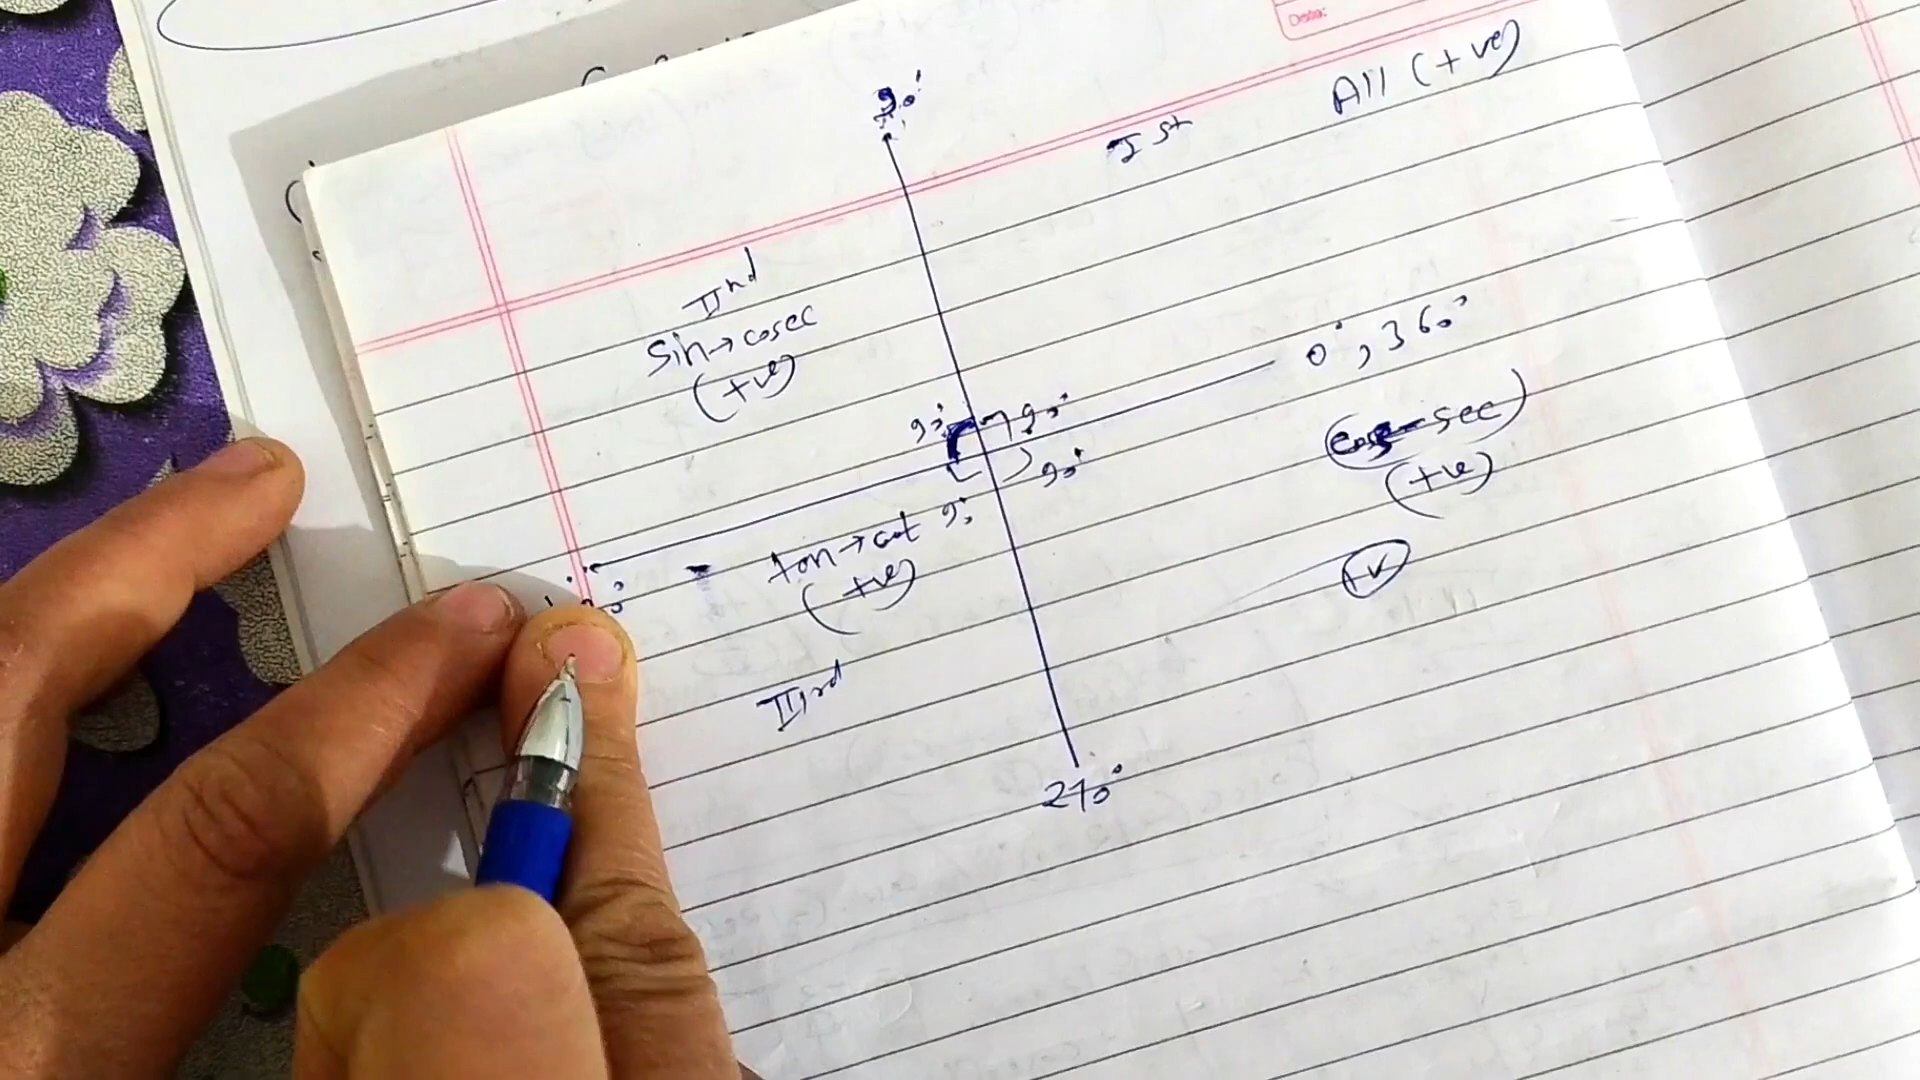 Date:
All (+ve)
90°
Ist
IInd
sin→cosec
(+ve)
0°, 360°
90°
90°
sec)
(+ve)
90°
90°
tan→cot
(+ve)
IIIrd
270°